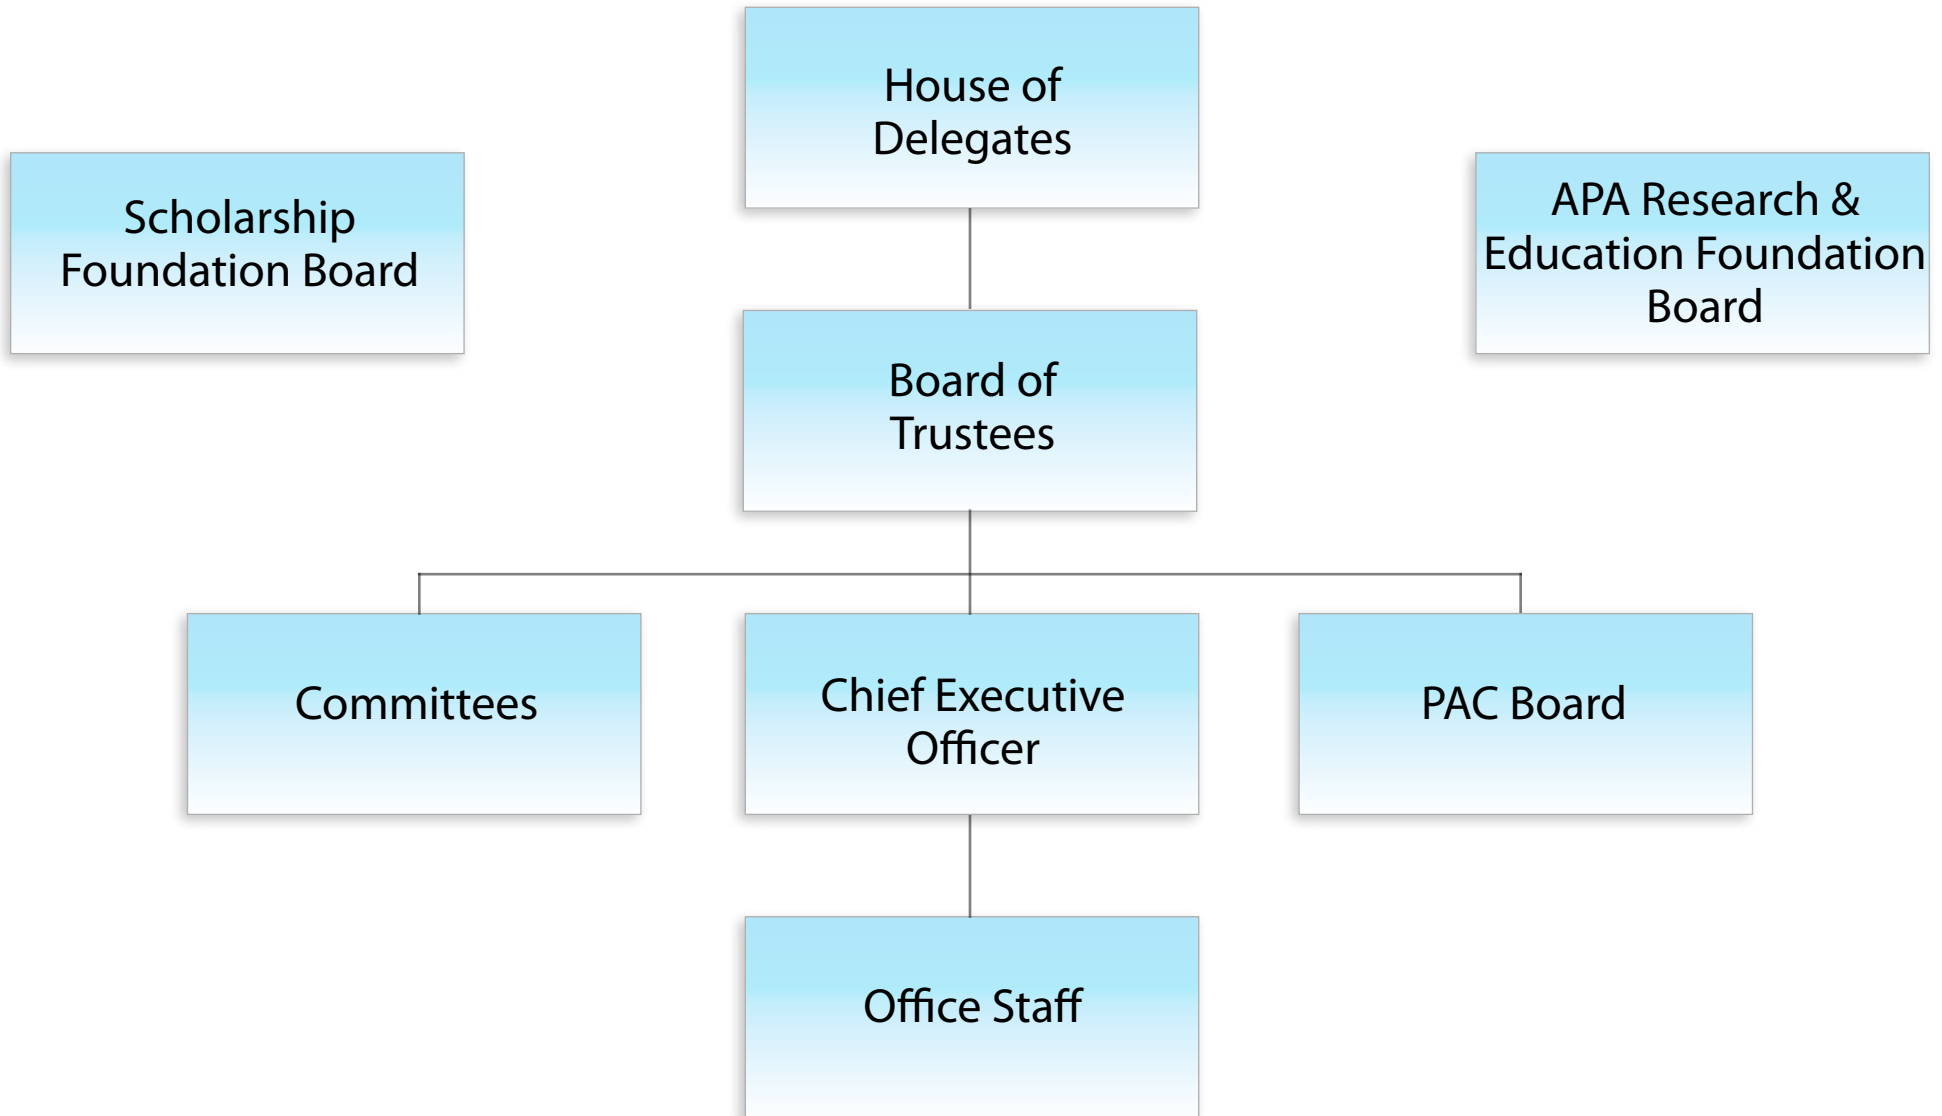 House of
Delegates
Scholarship
Foundation Board
APA Research &
Education Foundation
Board
Board of
Trustees
Committees
Chief Executive
Officer
PAC Board
Office Staff